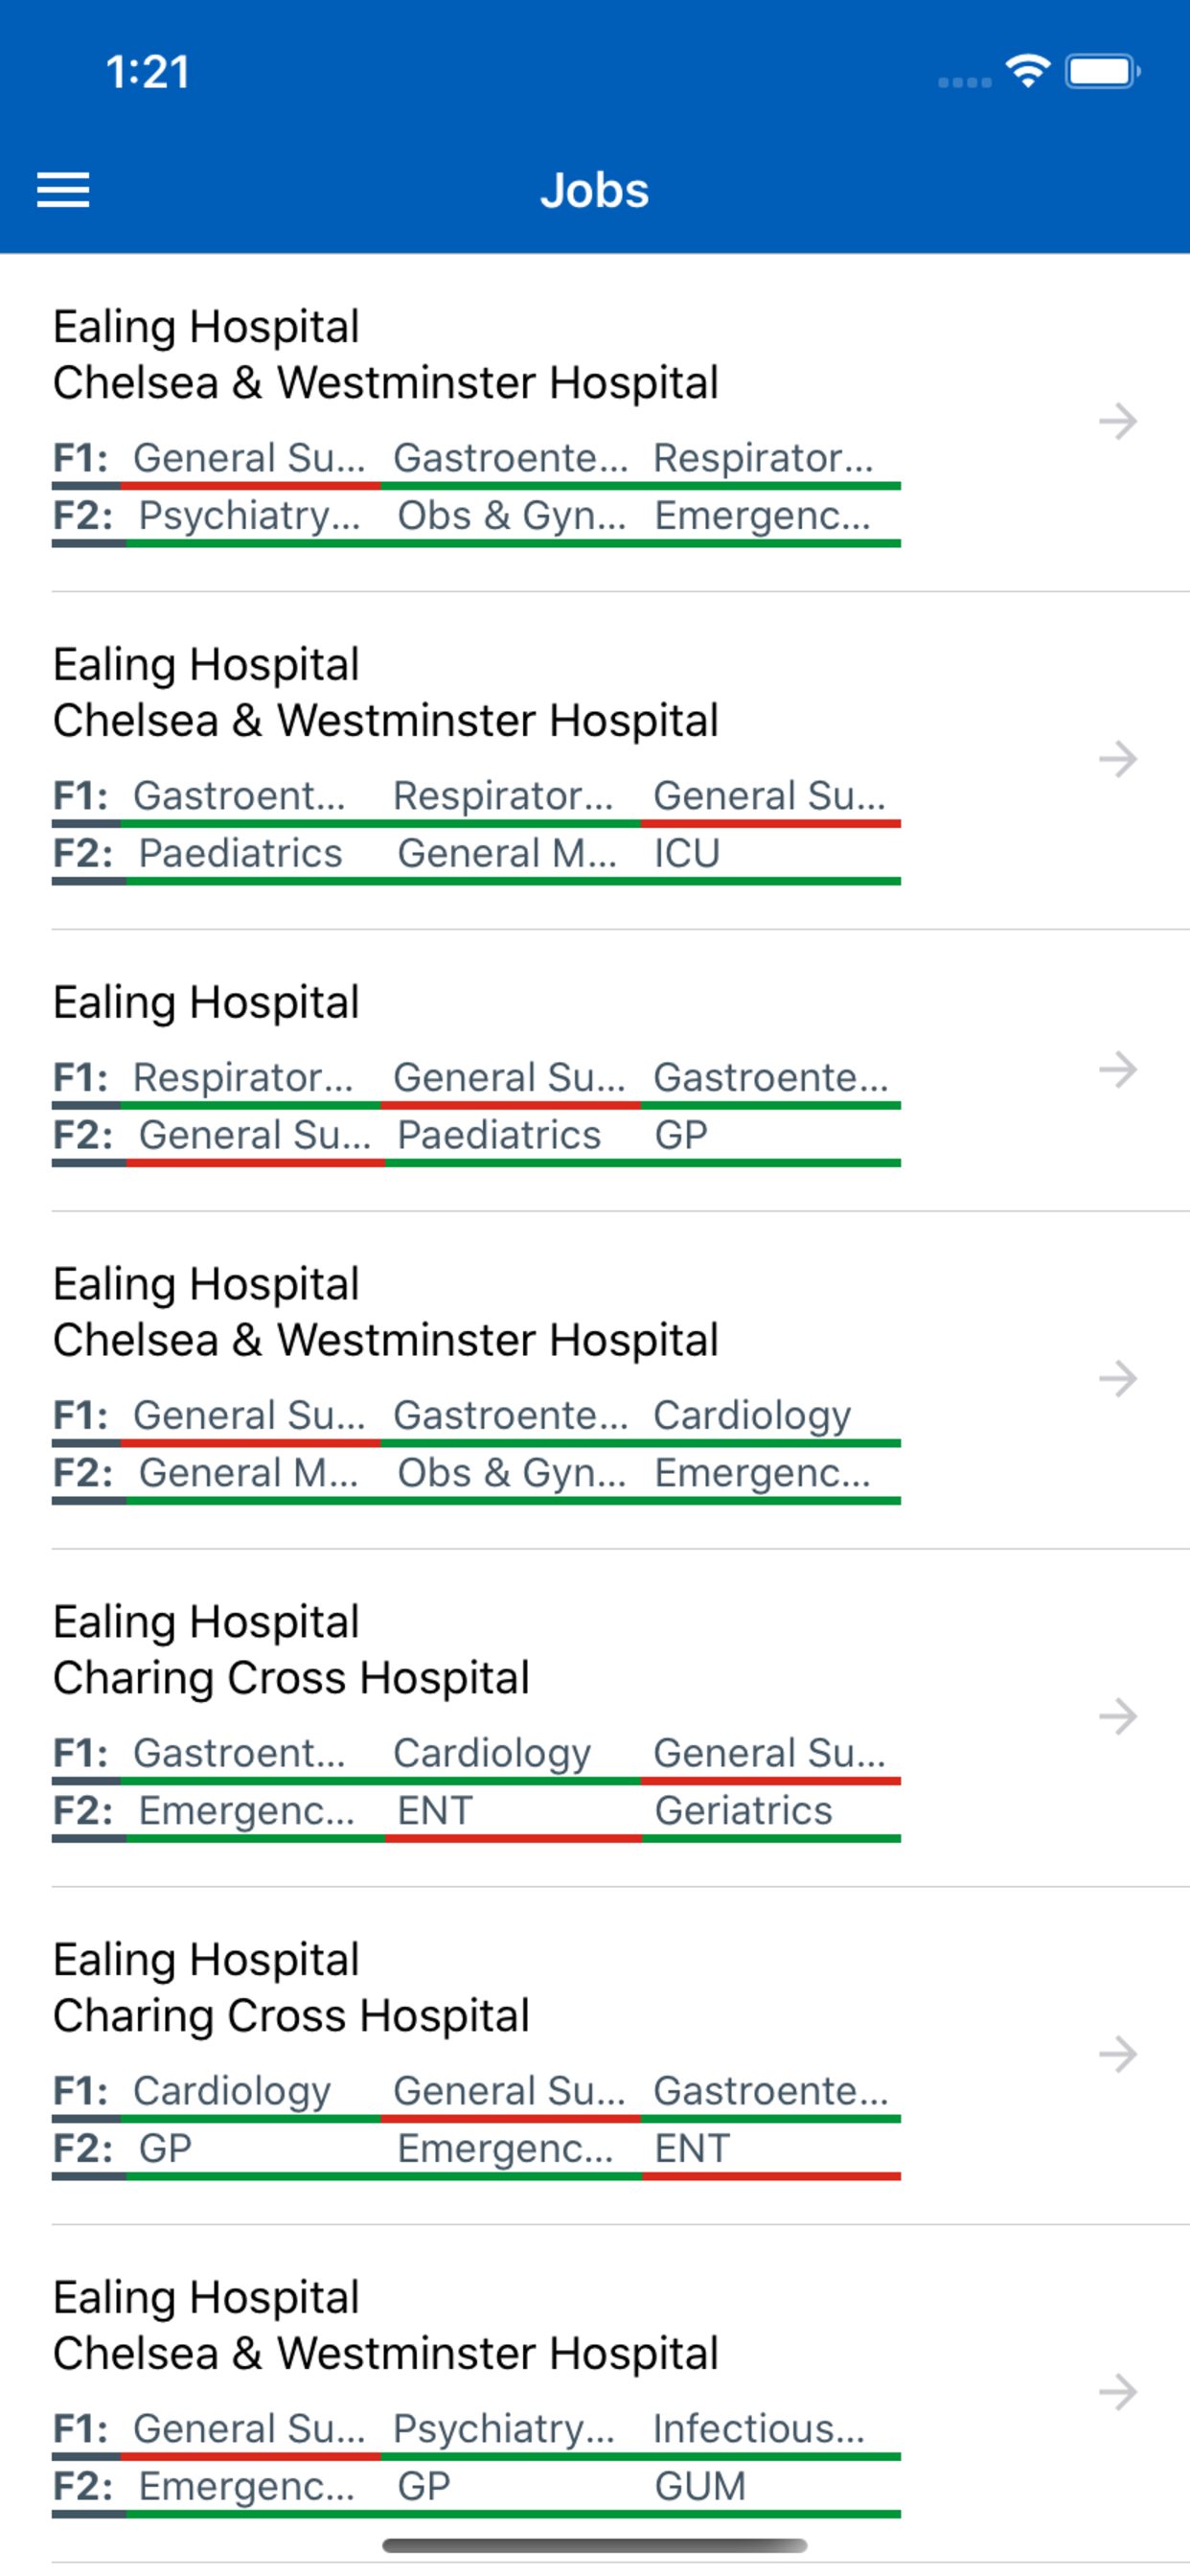 1:21
Jobs
Ealing Hospital
Chelsea & Westminster Hospital
F1: General Su... Gastroente... Respirator...
F2: Psychiatry... Obs & Gyn... Emergenc...
Ealing Hospital
Chelsea & Westminster Hospital
F1: Gastroent... Respirator... General Su...
F2: Paediatrics General M... ICU
Ealing Hospital
F1: Respirator... General Su... Gastroente...
F2: General Su... Paediatrics GP
Ealing Hospital
Chelsea & Westminster Hospital
F1: General Su... Gastroente... Cardiology
F2: General M... Obs & Gyn... Emergenc...
Ealing Hospital
Charing Cross Hospital
F1: Gastroent... Cardiology General Su...
F2: Emergenc... ENT Geriatrics
Ealing Hospital
Charing Cross Hospital
F1: Cardiology General Su... Gastroente...
F2: GP Emergenc... ENT
Ealing Hospital
Chelsea & Westminster Hospital
F1: General Su... Psychiatry... Infectious...
F2: Emergenc... GP GUM